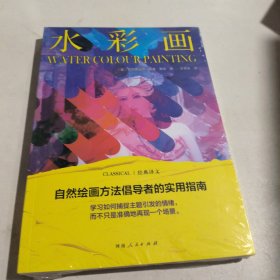 水彩画
WATER COLOUR PAINTING
CLASSICAL | 经典译文
自然绘画方法倡导者的实用指南
学习如何捕捉主题引发的情绪，
而不只是准确地再现一个场景。
河南人民出版社